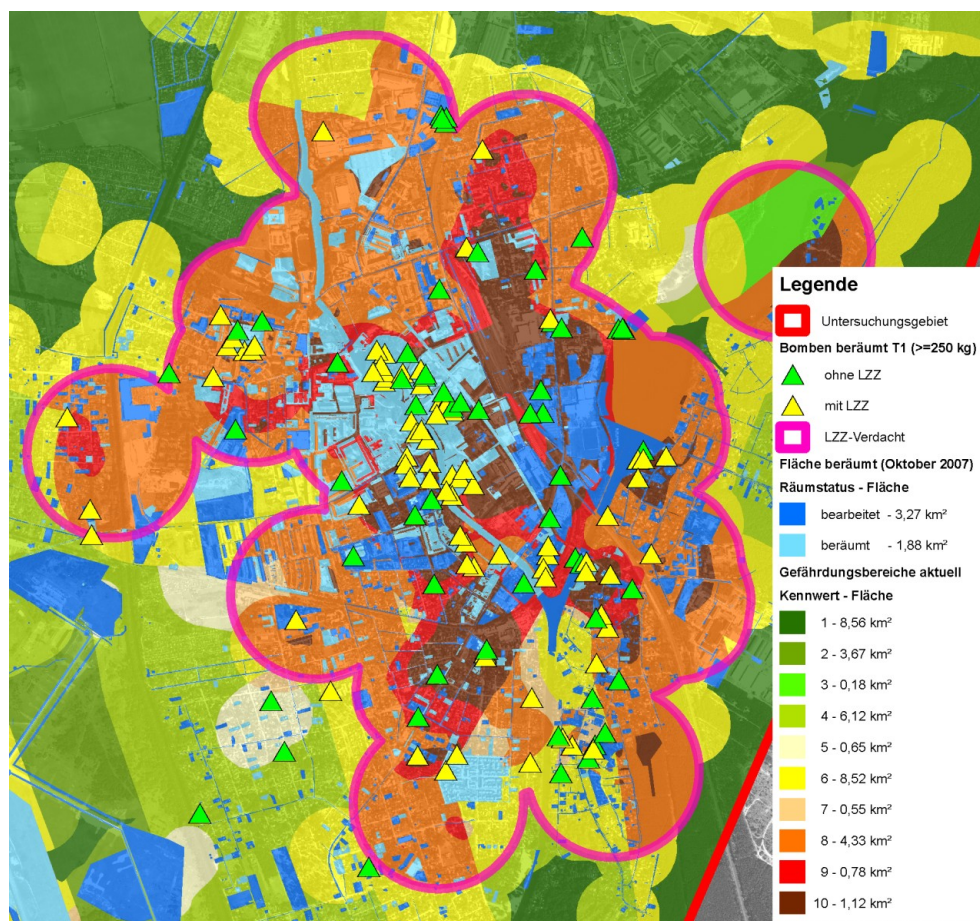 Legende
Untersuchungsgebiet
Bomben beräumt T1 (>=250 kg)
ohne LZZ
mit LZZ
LZZ-Verdacht
Fläche beräumt (Oktober 2007)
Räumstatus - Fläche
bearbeitet - 3,27 km²
beräumt - 1,88 km²
Gefährdungsbereiche aktuell
Kennwert - Fläche
1 - 8,56 km²
2 - 3,67 km²
3 - 0,18 km²
4 - 6,12 km²
5 - 0,65 km²
6 - 8,52 km²
7 - 0,55 km²
8 - 4,33 km²
9 - 0,78 km²
10 - 1,12 km²